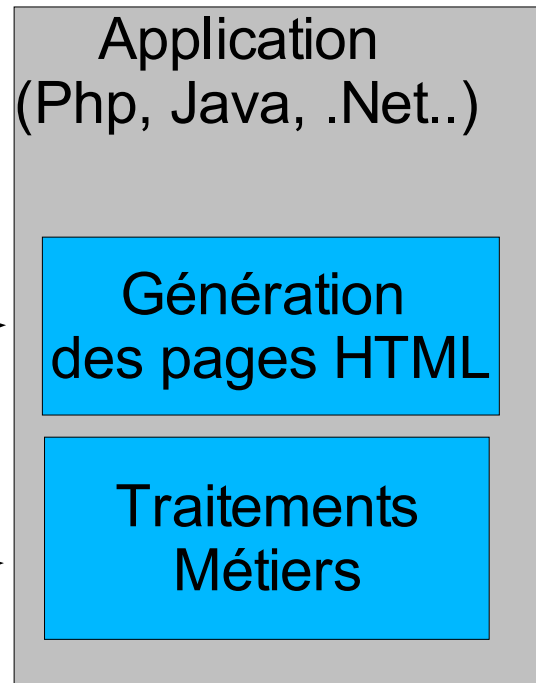 Application
(Php, Java, .Net..)
Génération
des pages HTML
Traitements
Métiers